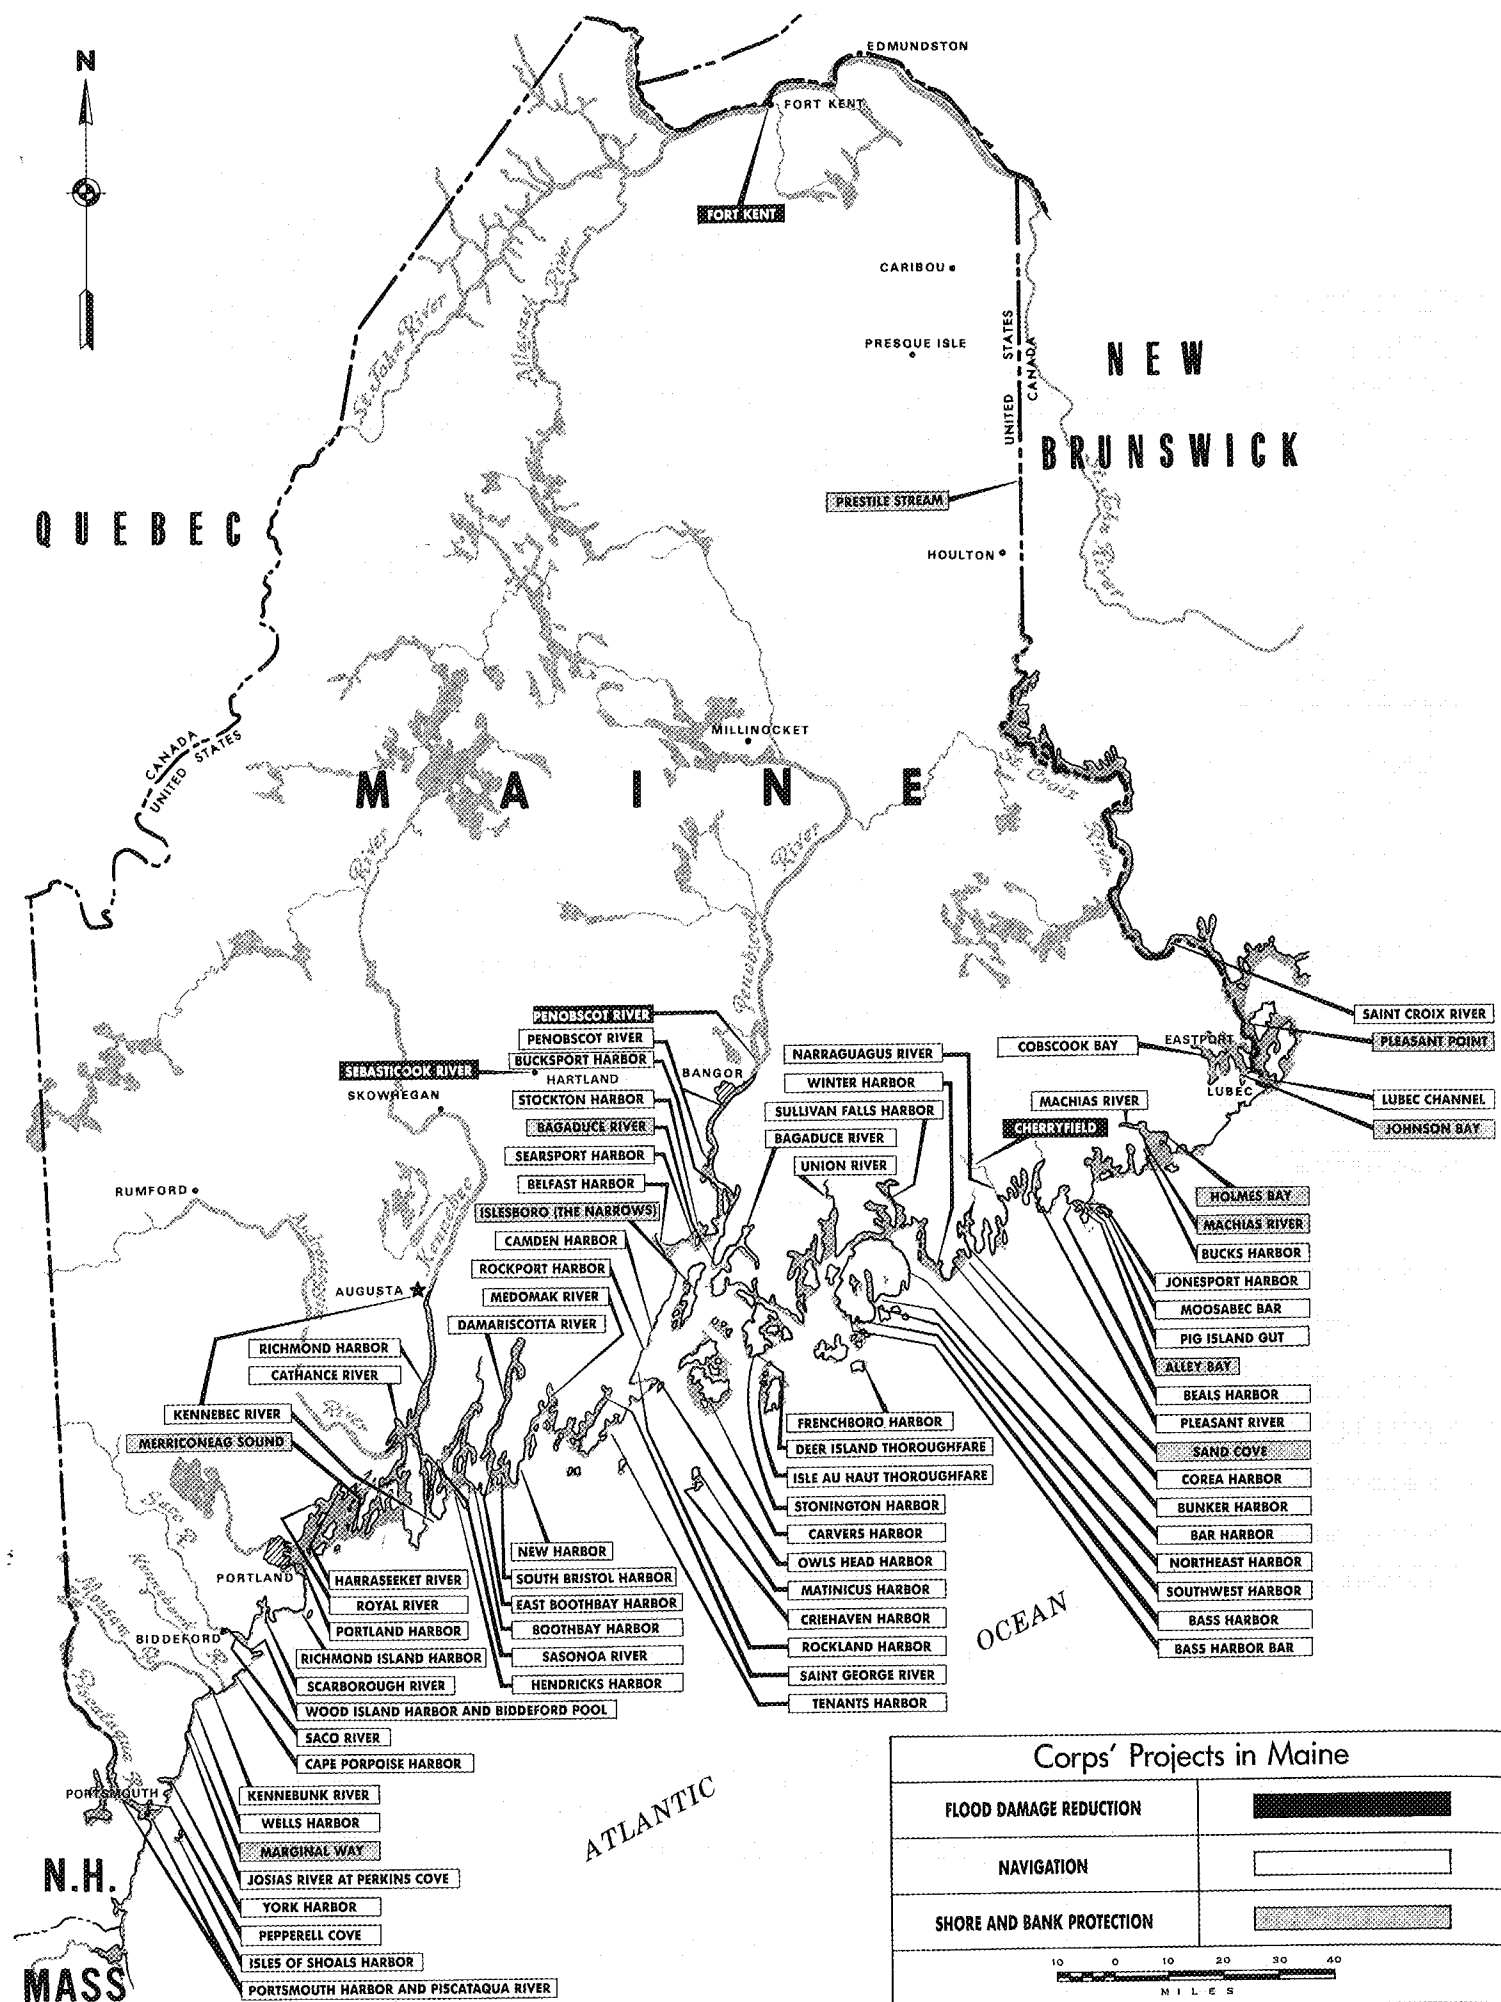 N
EDMUNDSTON
FORT KENT
FORT KENT
CARIBOU
PRESQUE ISLE
UNITED STATES
CANADA
NEW
BRUNSWICK
St. John River
Allagash River
St. John River
QUEBEC
PRESTILE STREAM
HOULTON
CANADA
UNITED STATES
MILLINOCKET
MAINE
St. Croix
River
River
River
Penobscot
PENOBSCOT RIVER
PENOBSCOT RIVER
BUCKSPORT HARBOR
SEBASTICOOK RIVER
HARTLAND
SKOWHEGAN
BANGOR
STOCKTON HARBOR
BAGADUCE RIVER
SEARSPORT HARBOR
BELFAST HARBOR
ISLESBORO (THE NARROWS)
CAMDEN HARBOR
ROCKPORT HARBOR
MEDOMAK RIVER
DAMARISCOTTA RIVER
NARRAGUAGUS RIVER
WINTER HARBOR
SULLIVAN FALLS HARBOR
BAGADUCE RIVER
UNION RIVER
COBSCOOK BAY
EASTPORT
SAINT CROIX RIVER
PLEASANT POINT
LUBEC
LUBEC CHANNEL
JOHNSON BAY
MACHIAS RIVER
CHERRYFIELD
HOLMES BAY
MACHIAS RIVER
BUCKS HARBOR
JONESPORT HARBOR
MOOSABEC BAR
PIG ISLAND GUT
ALLEY BAY
BEALS HARBOR
PLEASANT RIVER
SAND COVE
COREA HARBOR
BUNKER HARBOR
BAR HARBOR
NORTHEAST HARBOR
SOUTHWEST HARBOR
BASS HARBOR
BASS HARBOR BAR
RUMFORD
Androscoggin
Kennebec
AUGUSTA
RICHMOND HARBOR
CATHANCE RIVER
KENNEBEC RIVER
River
MERRICONEAG SOUND
FRENCHBORO HARBOR
DEER ISLAND THOROUGHFARE
ISLE AU HAUT THOROUGHFARE
STONINGTON HARBOR
CARVERS HARBOR
OWLS HEAD HARBOR
MATINICUS HARBOR
CRIEHAVEN HARBOR
ROCKLAND HARBOR
SAINT GEORGE RIVER
TENANTS HARBOR
NEW HARBOR
SOUTH BRISTOL HARBOR
EAST BOOTHBAY HARBOR
BOOTHBAY HARBOR
SASONOA RIVER
HENDRICKS HARBOR
Saco R.
Mousam R.
PORTLAND
HARRASEEKET RIVER
ROYAL RIVER
PORTLAND HARBOR
BIDDEFORD
RICHMOND ISLAND HARBOR
SCARBOROUGH RIVER
WOOD ISLAND HARBOR AND BIDDEFORD POOL
SACO RIVER
CAPE PORPOISE HARBOR
Piscataqua R.
PORTSMOUTH
KENNEBUNK RIVER
WELLS HARBOR
MARGINAL WAY
JOSIAS RIVER AT PERKINS COVE
YORK HARBOR
PEPPERELL COVE
ISLES OF SHOALS HARBOR
PORTSMOUTH HARBOR AND PISCATAQUA RIVER
N.H.
MASS
ATLANTIC
OCEAN
Corps' Projects in Maine
FLOOD DAMAGE REDUCTION
NAVIGATION
SHORE AND BANK PROTECTION
10 0 10 20 30 40
MILES